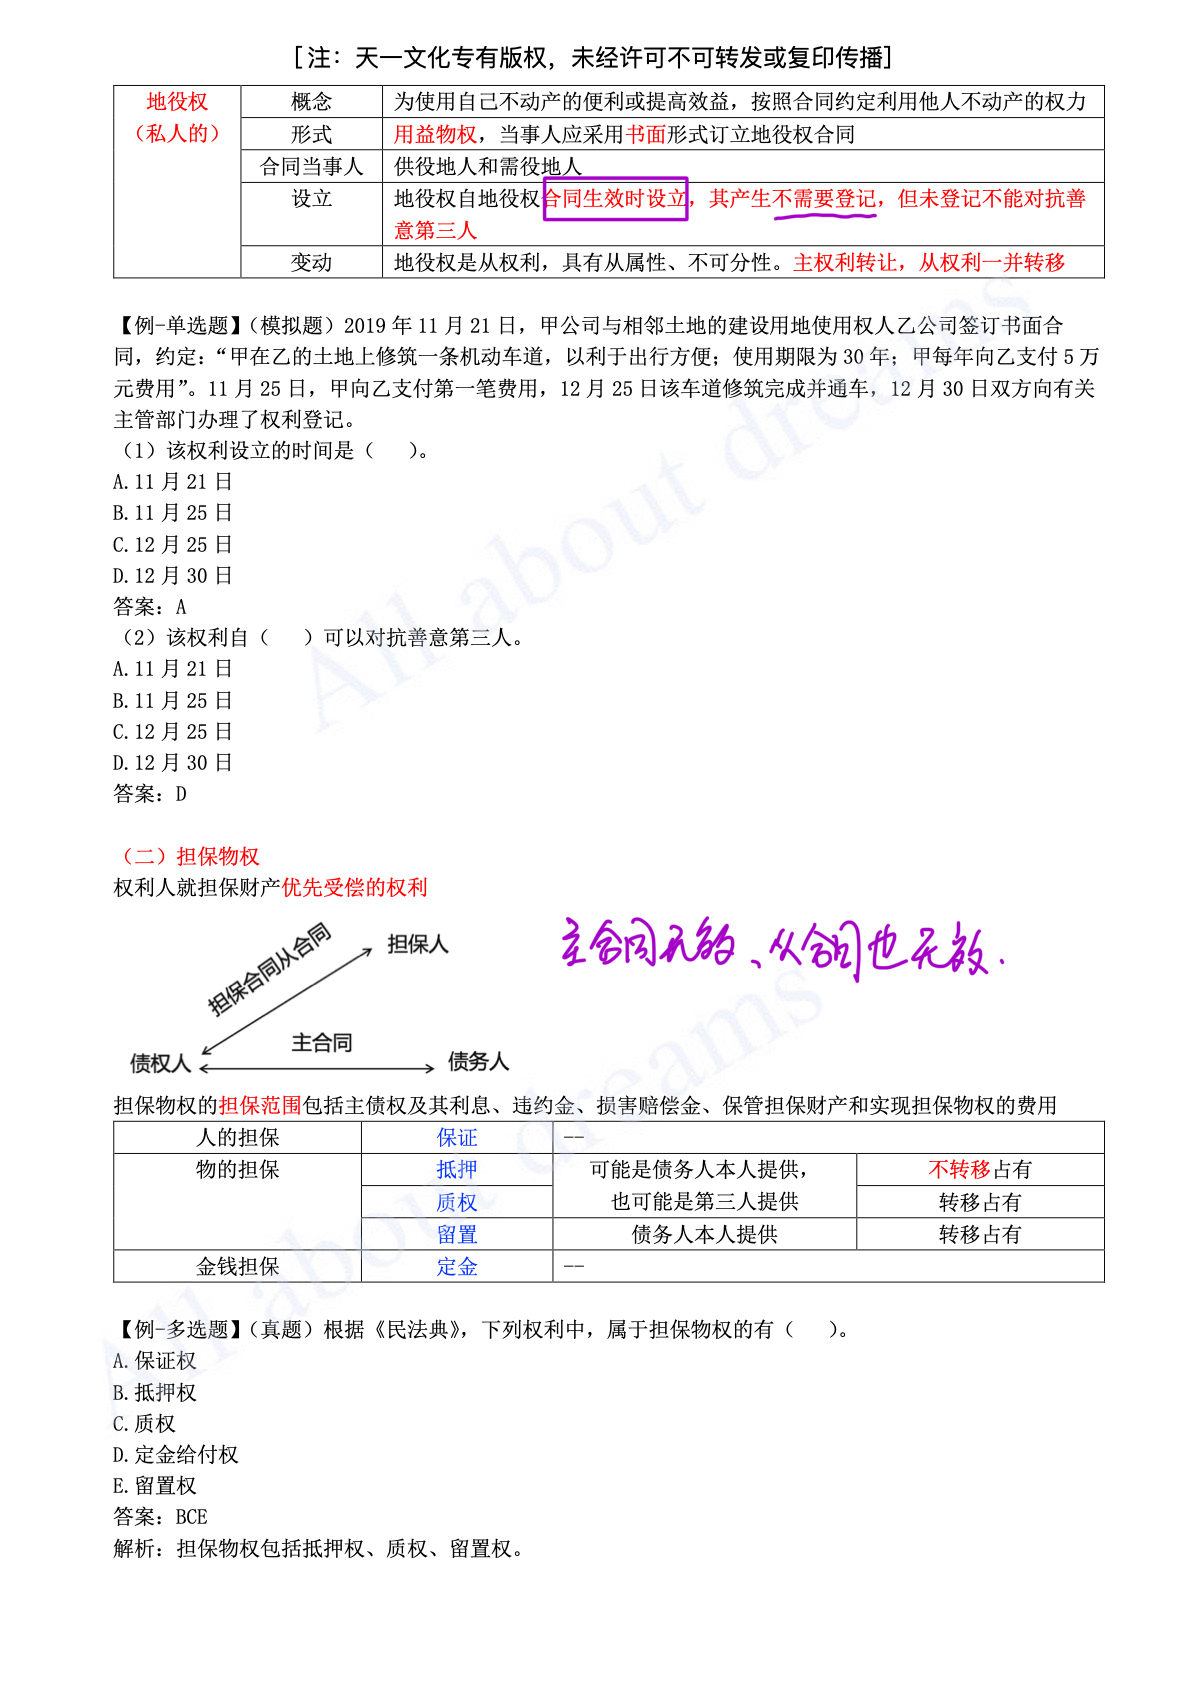 [注：天一文化专有版权，未经许可不可转发或复印传播]
地役权
（私人的）
概念 为使用自己不动产的便利或提高效益，按照合同约定利用他人不动产的权力
形式 用益物权，当事人应采用书面形式订立地役权合同
合同当事人 供役地人和需役地人
设立 地役权自地役权合同生效时设立，其产生不需要登记，但未登记不能对抗善
意第三人
变动 地役权是从权利，具有从属性、不可分性。主权利转让，从权利一并转移
【例-单选题】（模拟题）2019 年 11 月 21 日，甲公司与相邻土地的建设用地使用权人乙公司签订书面合
同，约定：“甲在乙的土地上修筑一条机动车道，以利于出行方便；使用期限为 30 年；甲每年向乙支付 5 万
元费用”。11 月 25 日，甲向乙支付第一笔费用，12 月 25 日该车道修筑完成并通车，12 月 30 日双方向有关
主管部门办理了权利登记。
（1）该权利设立的时间是（ ）。
A.11 月 21 日
B.11 月 25 日
C.12 月 25 日
D.12 月 30 日
答案：A
（2）该权利自（ ）可以对抗善意第三人。
A.11 月 21 日
B.11 月 25 日
C.12 月 25 日
D.12 月 30 日
答案：D
（二）担保物权
权利人就担保财产优先受偿的权利
主合同无效、从合同也无效.
担保合同从合同
担保人
主合同
债权人
债务人
担保物权的担保范围包括主债权及其利息、违约金、损害赔偿金、保管担保财产和实现担保物权的费用
人的担保 保证 --
物的担保 抵押 可能是债务人本人提供， 不转移占有
质权 也可能是第三人提供 转移占有
留置 债务人本人提供 转移占有
金钱担保 定金 --
【例-多选题】（真题）根据《民法典》，下列权利中，属于担保物权的有（ ）。
A.保证权
B.抵押权
C.质权
D.定金给付权
E.留置权
答案：BCE
解析：担保物权包括抵押权、质权、留置权。
All about dreams
All about dreams